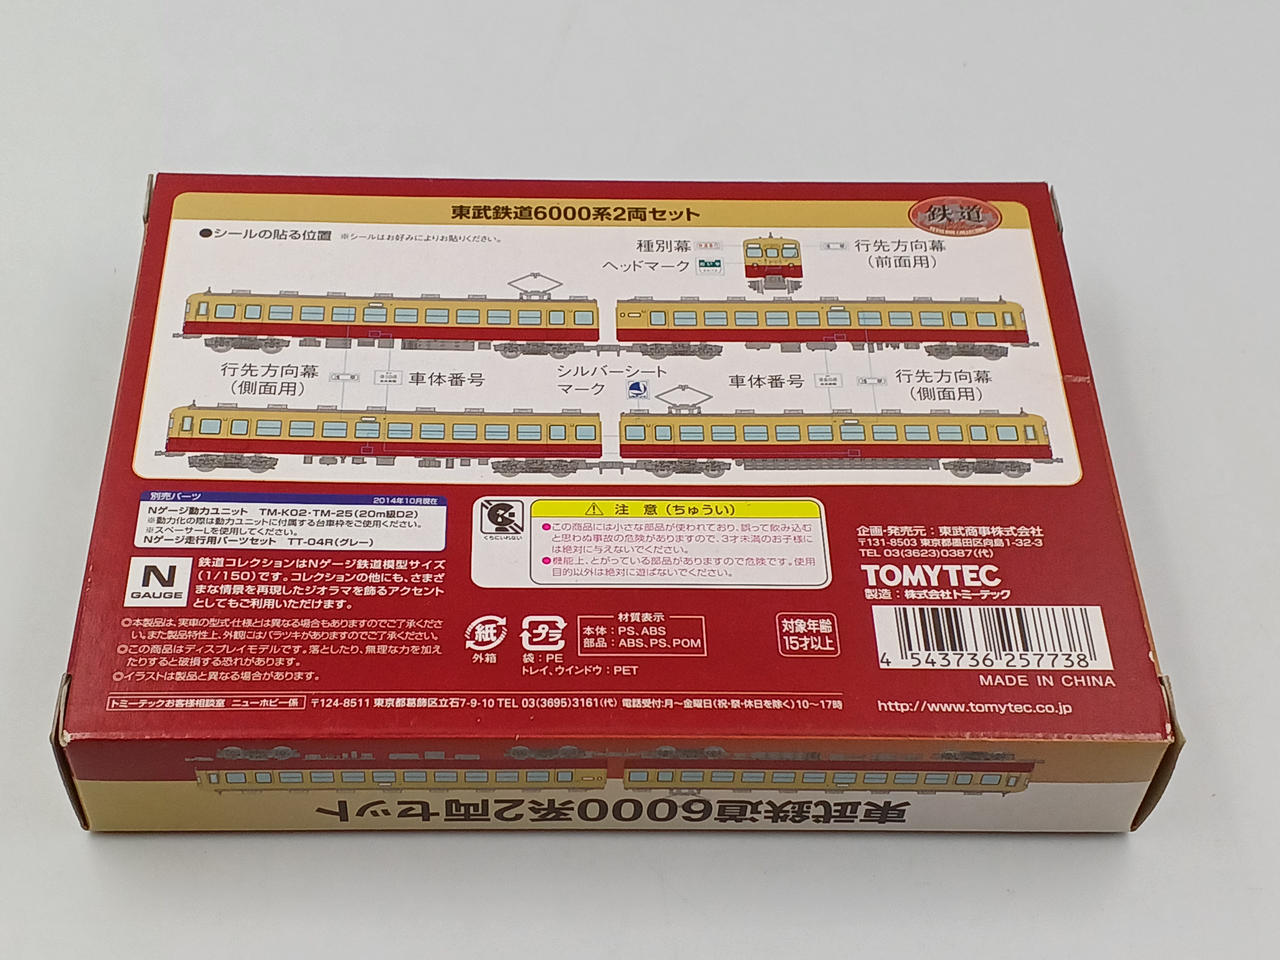 東武鉄道6000系2両セット
鉄道
●シールの貼る位置 ※シールはお好みによりお貼りください。
種別幕
ヘッドマーク
行先方向幕
(前面用)
行先方向幕
(側面用)
車体番号
シルバーシート
マーク
車体番号
行先方向幕
(側面用)
別売パーツ 2014年10月現在
Nゲージ動力ユニット TM-K02・TM-25(20m級D2)
※動力化の際は動力ユニットに付属する台車枠をご使用ください。
※スペーサーLを使用してください。
Nゲージ走行用パーツセット TT-04R(グレー)
N
GAUGE
鉄道コレクションはNゲージ鉄道模型サイズ
(1/150)です。コレクションの他にも、さまざ
まな情景を再現したジオラマを飾るアクセント
としてもご利用いただけます。
◎本製品は、実車の型式・仕様とは異なる場合もありますのでご了承くださ
い。また製品特性上、外観にはバラツキがありますのでご了承ください。
◎この商品はディスプレイモデルです。落としたり、無理な力を加え
たりすると破損する恐れがあります。
◎イラストは製品と異なる場合があります。
くちにいれない
注 意 (ちゅうい)
●この商品には小さな部品が使われており、誤って飲み込む
と思わぬ事故の危険がありますので、3才未満のお子様に
は絶対に与えないでください。
●機能上、とがっている部品がありますので危険です。使用
目的以外は絶対に遊ばないでください。
紙
外箱
プラ
袋:PE
トレイ、ウインドウ:PET
材質表示
本体:PS、ABS
部品:ABS、PS、POM
対象年齢
15才以上
企画・発売元:東武商事株式会社
〒131-8503 東京都墨田区向島1-32-3
TEL 03(3623)0387(代)
TOMYTEC
製造:株式会社トミーテック
4 543736 257738
MADE IN CHINA
トミーテックお客様相談室 ニューホビー係 〒124-8511 東京都葛飾区立石7-9-10 TEL 03(3695)3161(代) 電話受付:月〜金曜日(祝・祭・休日を除く)10〜17時
http://www.tomytec.co.jp
東武鉄道6000系2両セット